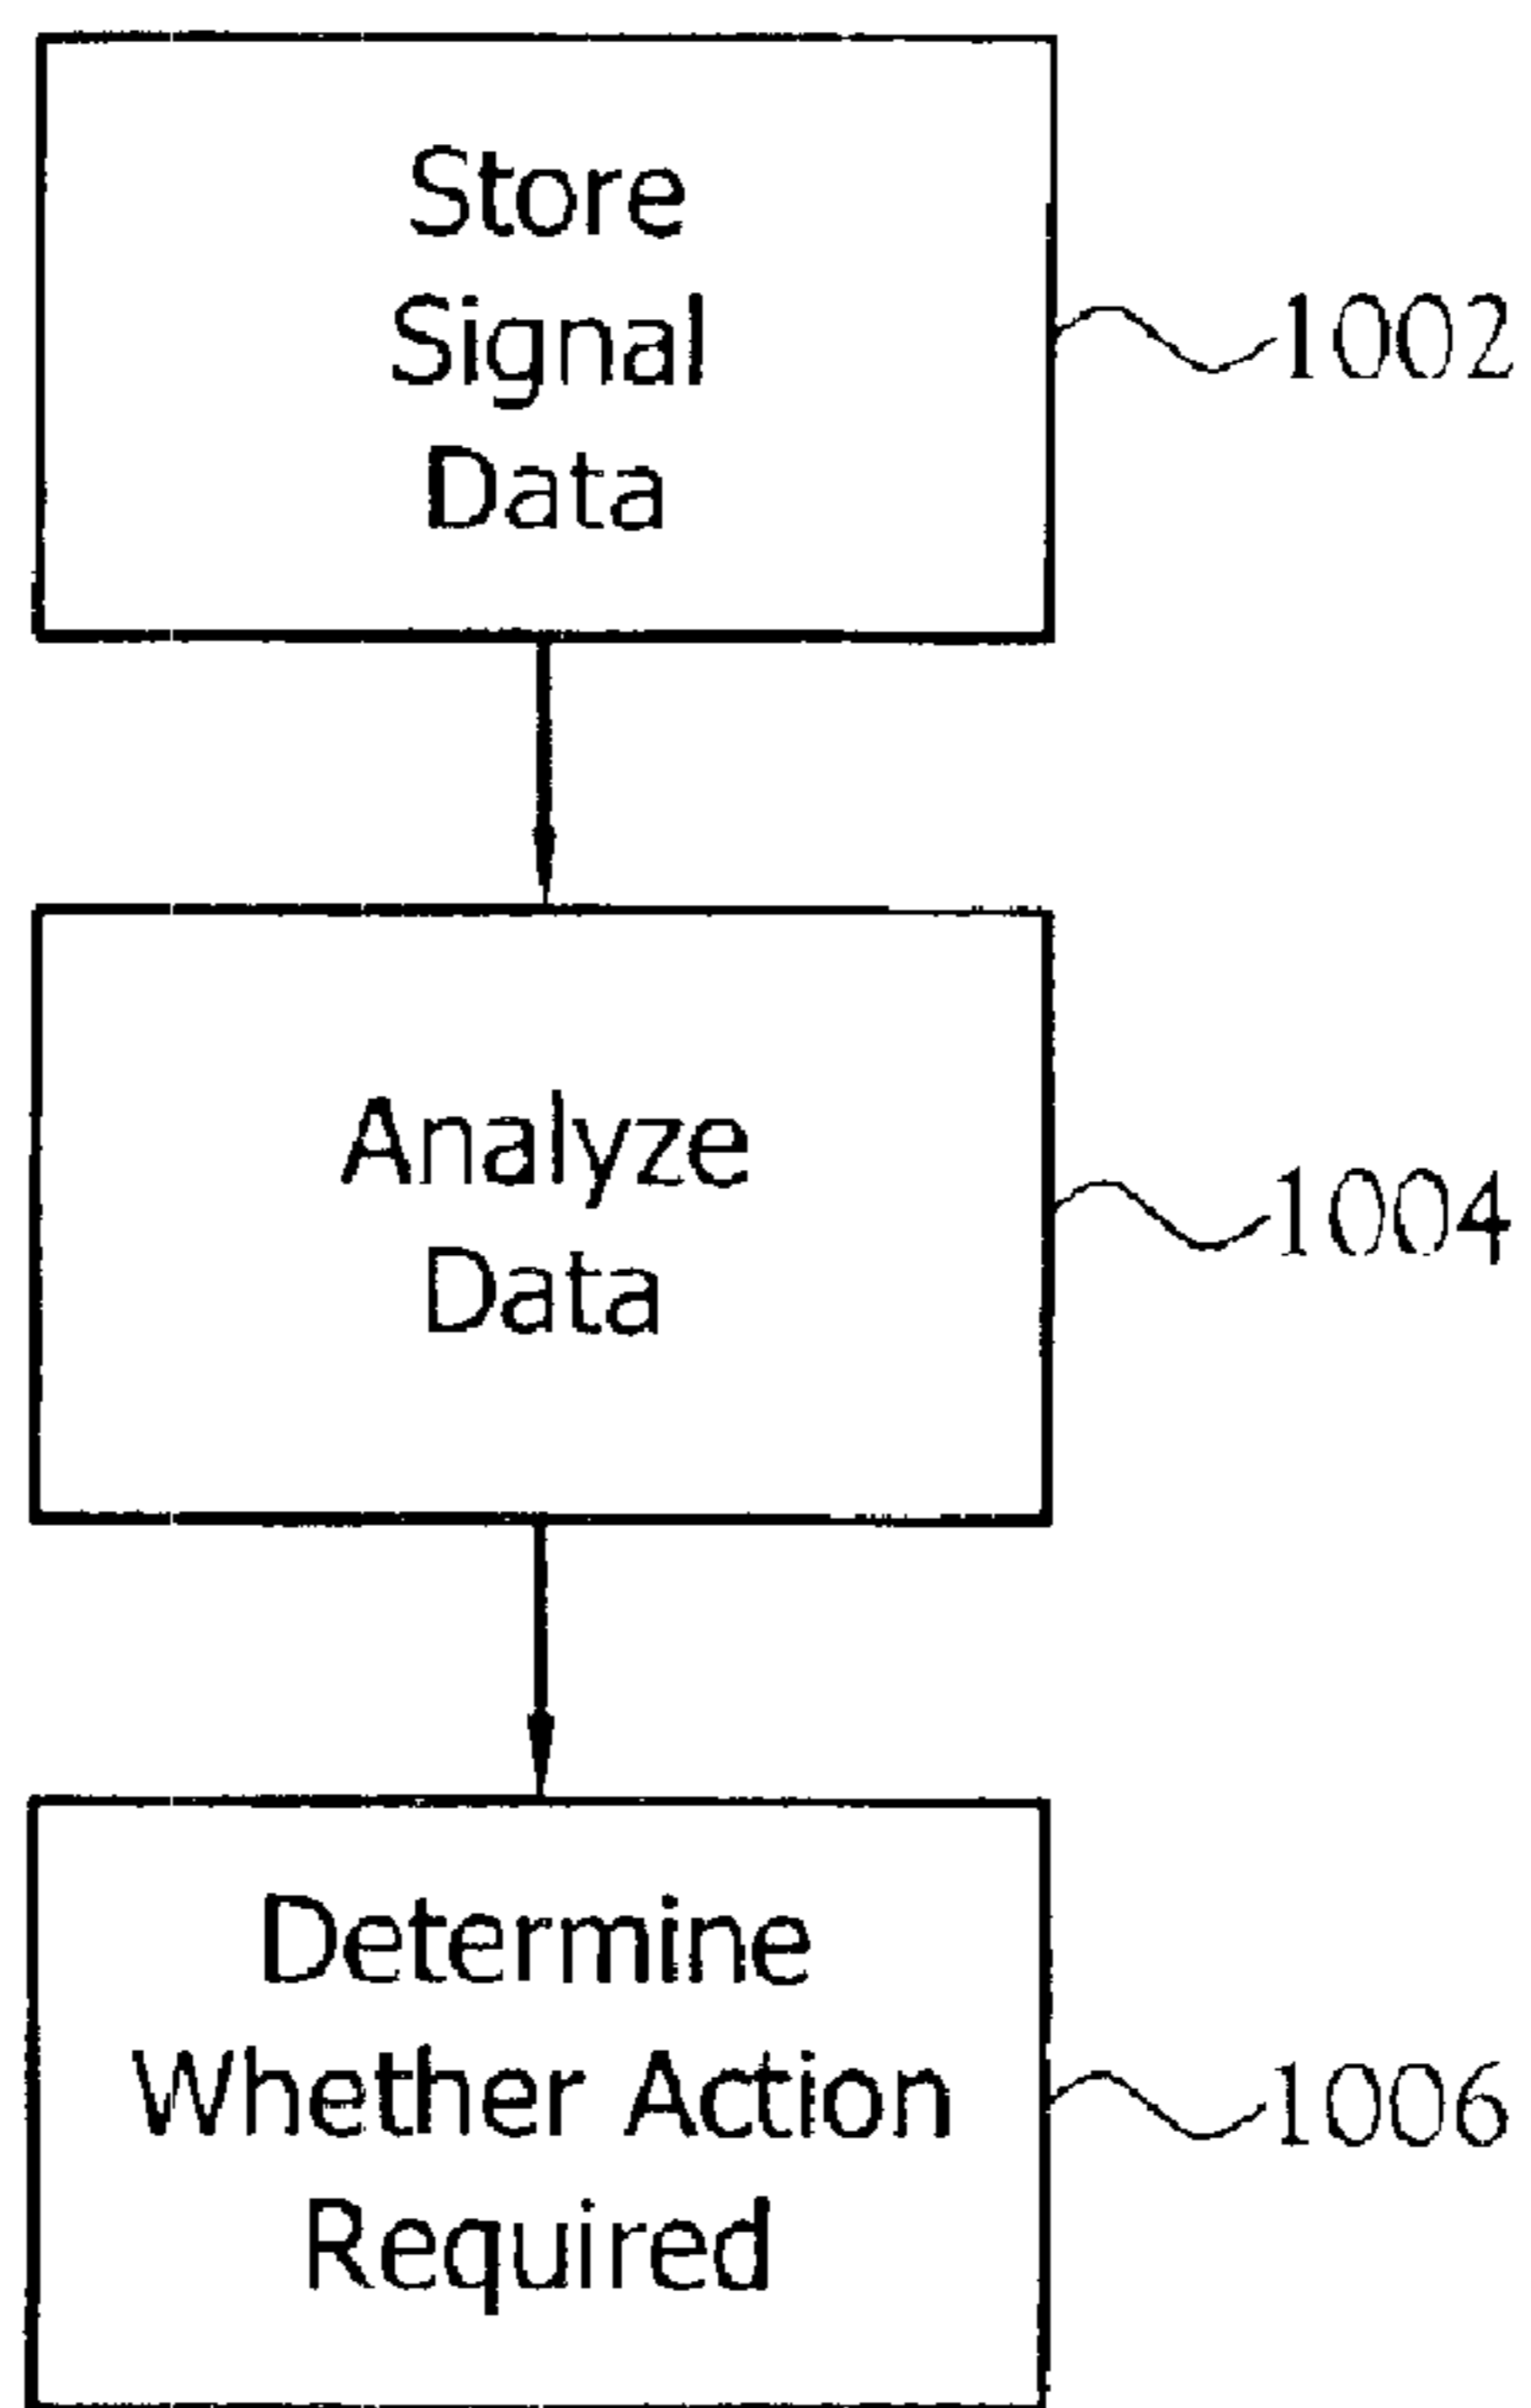 Store
Signal
Data
1002
Analyze
Data
1004
Determine
Whether Action
Required
1006